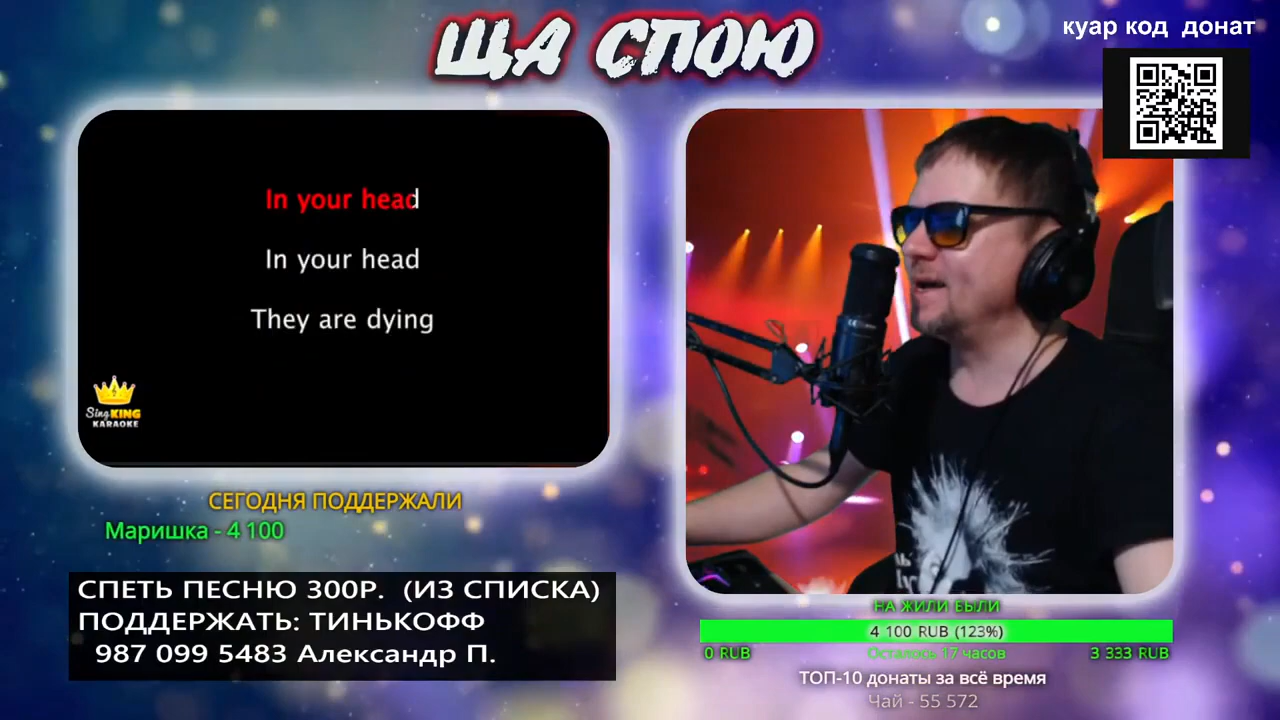 ЩА СПОЮ
куар код донат
In your head
In your head
They are dying
Sing KING
KARAOKE
СЕГОДНЯ ПОДДЕРЖАЛИ
Маришка - 4 100
СПЕТЬ ПЕСНЮ 300Р. (ИЗ СПИСКА)
ПОДДЕРЖАТЬ: ТИНЬКОФФ
987 099 5483 Александр П.
НА ЖИЛИ БЫЛИ
4 100 RUB (123%)
0 RUB
Осталось 17 часов
3 333 RUB
ТОП-10 донаты за всё время
Чай - 55 572